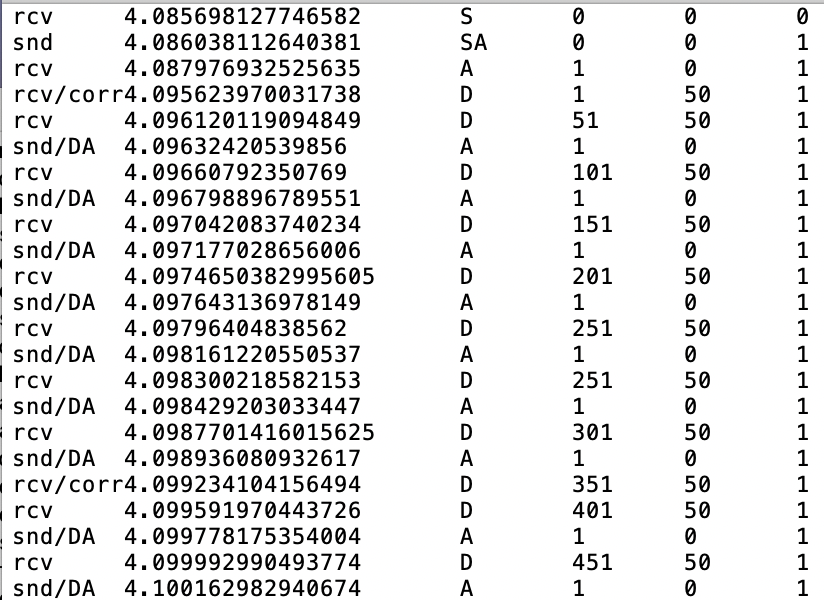 rcv 4.085698127746582 S 0 0 0
snd 4.086038112640381 SA 0 0 1
rcv 4.087976932525635 A 1 0 1
rcv/corr4.095623970031738 D 1 50 1
rcv 4.096120119094849 D 51 50 1
snd/DA 4.09632420539856 A 1 0 1
rcv 4.09660792350769 D 101 50 1
snd/DA 4.096798896789551 A 1 0 1
rcv 4.097042083740234 D 151 50 1
snd/DA 4.097177028656006 A 1 0 1
rcv 4.0974650382995605 D 201 50 1
snd/DA 4.097643136978149 A 1 0 1
rcv 4.09796404838562 D 251 50 1
snd/DA 4.098161220550537 A 1 0 1
rcv 4.098300218582153 D 251 50 1
snd/DA 4.098429203033447 A 1 0 1
rcv 4.0987701416015625 D 301 50 1
snd/DA 4.098936080932617 A 1 0 1
rcv/corr4.099234104156494 D 351 50 1
rcv 4.099591970443726 D 401 50 1
snd/DA 4.099778175354004 A 1 0 1
rcv 4.099992990493774 D 451 50 1
snd/DA 4.100162982940674 A 1 0 1